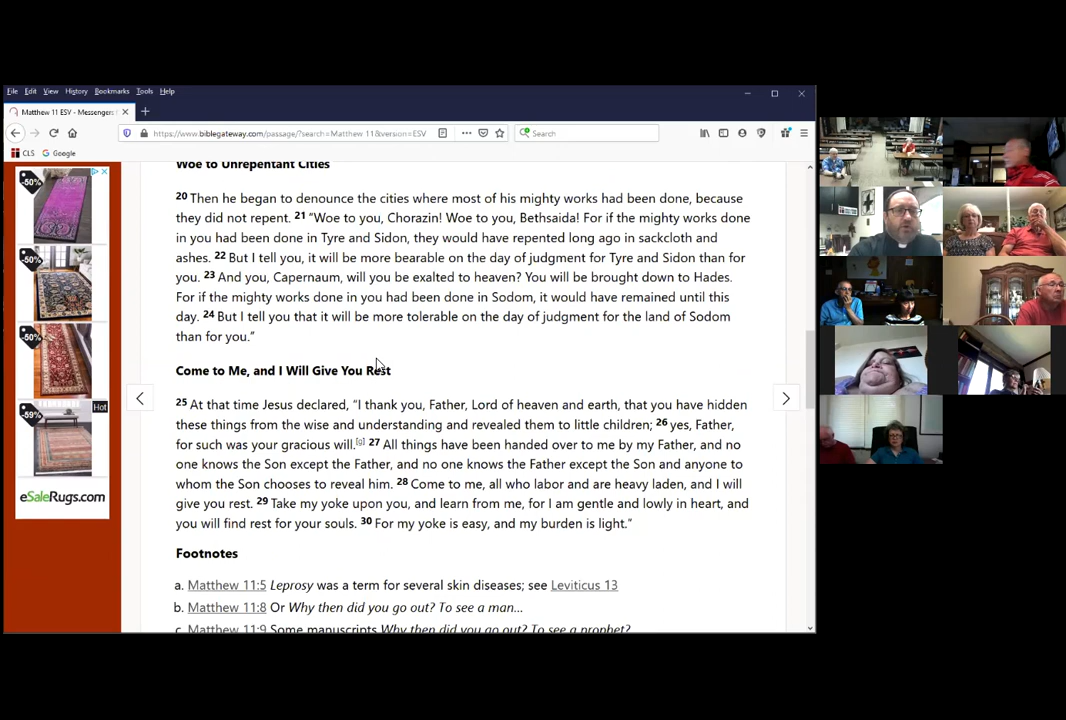 File Edit View History Bookmarks Tools Help
Matthew 11 ESV - Messenger
https://www.biblegateway.com/passage/?search=Matthew 11&version=ESV
Search
CLS Google
Woe to Unrepentant Cities
20 Then he began to denounce the cities where most of his mighty works had been done, because
they did not repent. 21 “Woe to you, Chorazin! Woe to you, Bethsaida! For if the mighty works done
in you had been done in Tyre and Sidon, they would have repented long ago in sackcloth and
ashes. 22 But I tell you, it will be more bearable on the day of judgment for Tyre and Sidon than for
you. 23 And you, Capernaum, will you be exalted to heaven? You will be brought down to Hades.
For if the mighty works done in you had been done in Sodom, it would have remained until this
day. 24 But I tell you that it will be more tolerable on the day of judgment for the land of Sodom
than for you.”
Come to Me, and I Will Give You Rest
25 At that time Jesus declared, “I thank you, Father, Lord of heaven and earth, that you have hidden
these things from the wise and understanding and revealed them to little children; 26 yes, Father,
for such was your gracious will.[g] 27 All things have been handed over to me by my Father, and no
one knows the Son except the Father, and no one knows the Father except the Son and anyone to
whom the Son chooses to reveal him. 28 Come to me, all who labor and are heavy laden, and I will
give you rest. 29 Take my yoke upon you, and learn from me, for I am gentle and lowly in heart, and
you will find rest for your souls. 30 For my yoke is easy, and my burden is light.”
Footnotes
a. Matthew 11:5 Leprosy was a term for several skin diseases; see Leviticus 13
b. Matthew 11:8 Or Why then did you go out? To see a man...
c. Matthew 11:9 Some manuscripts Why then did you go out? To see a prophet?
-50%
-50%
-50%
-59%
Hot
eSaleRugs.com